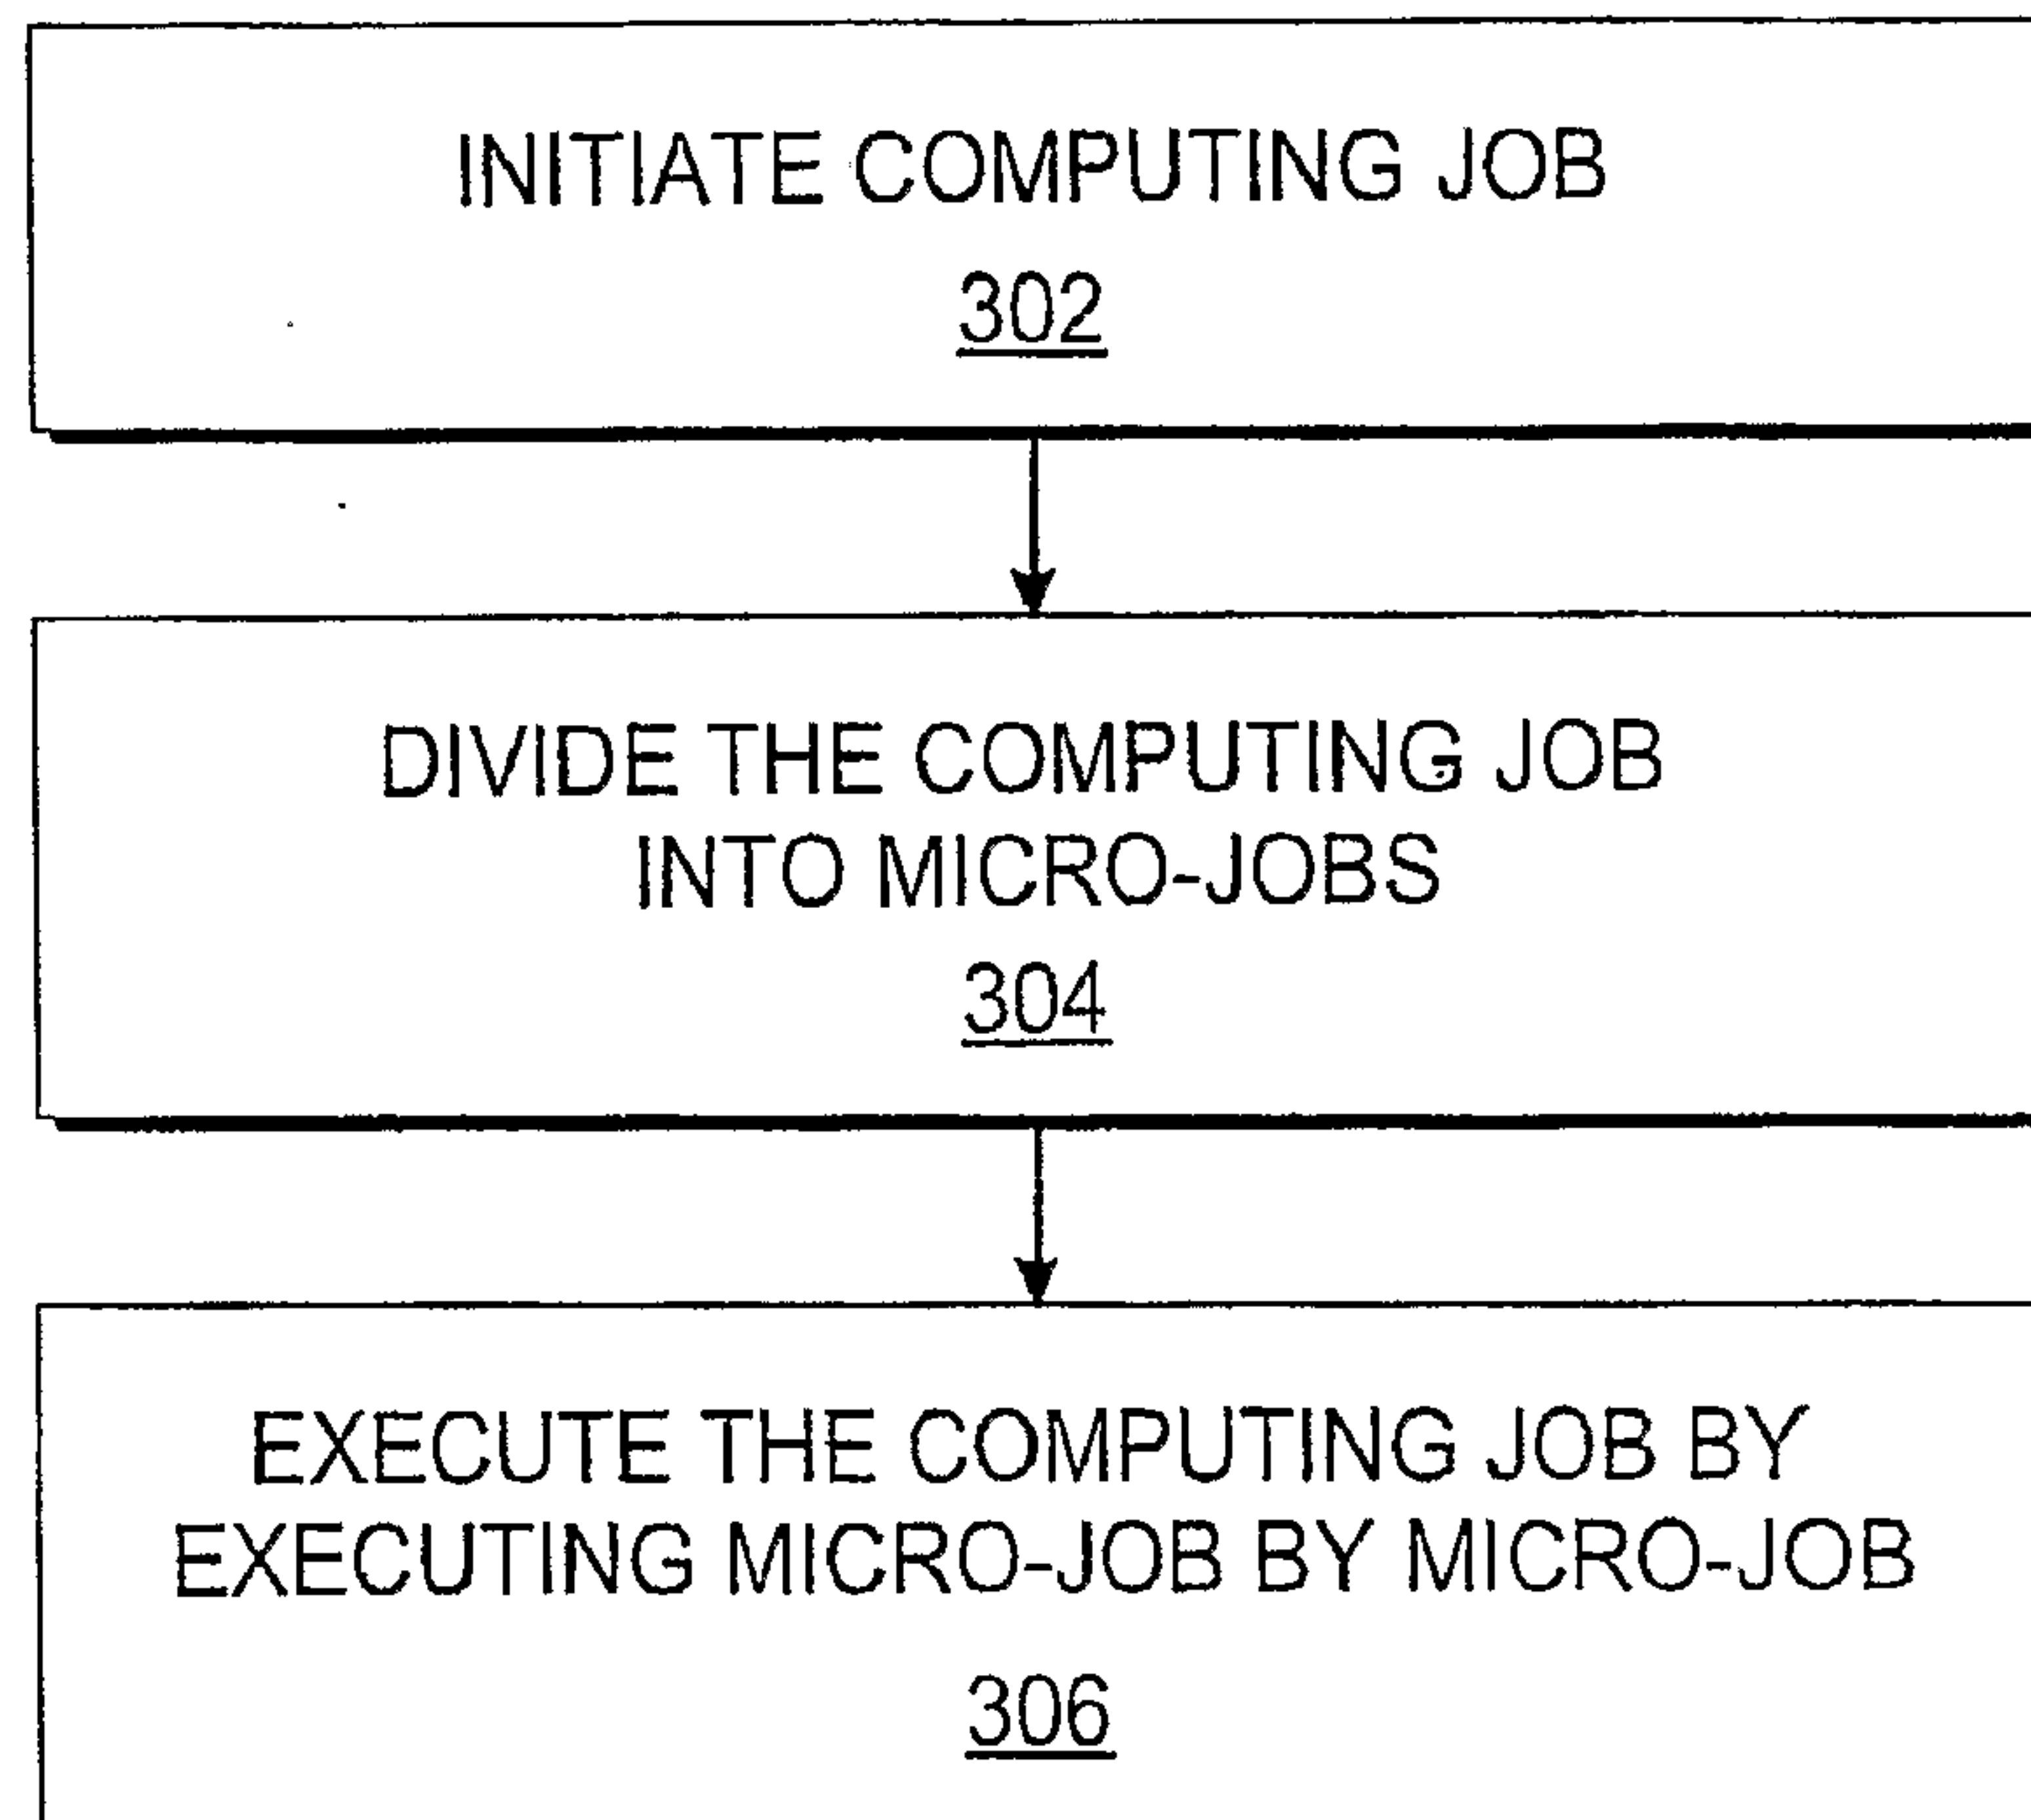 INITIATE COMPUTING JOB
302
DIVIDE THE COMPUTING JOB
INTO MICRO-JOBS
304
EXECUTE THE COMPUTING JOB BY
EXECUTING MICRO-JOB BY MICRO-JOB
306